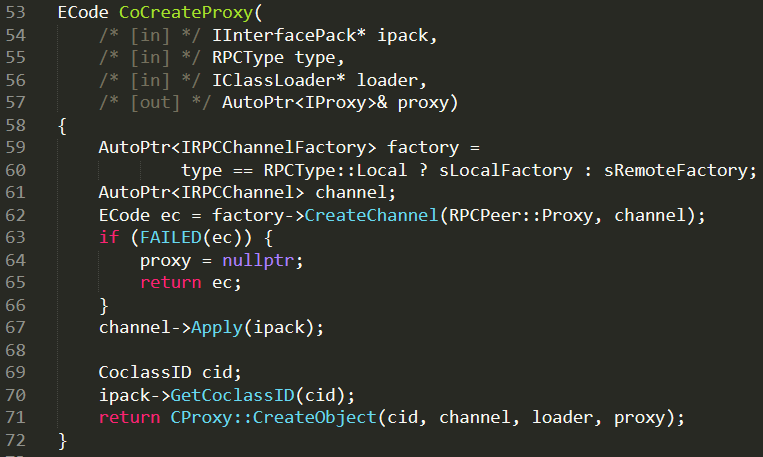 53 ECode CoCreateProxy(
54 /* [in] */ IInterfacePack* ipack,
55 /* [in] */ RPCType type,
56 /* [in] */ IClassLoader* loader,
57 /* [out] */ AutoPtr<IProxy>& proxy)
58 {
59 AutoPtr<IRPCChannelFactory> factory =
60 type == RPCType::Local ? sLocalFactory : sRemoteFactory;
61 AutoPtr<IRPCChannel> channel;
62 ECode ec = factory->CreateChannel(RPCPeer::Proxy, channel);
63 if (FAILED(ec)) {
64 proxy = nullptr;
65 return ec;
66 }
67 channel->Apply(ipack);
68
69 CoclassID cid;
70 ipack->GetCoclassID(cid);
71 return CProxy::CreateObject(cid, channel, loader, proxy);
72 }